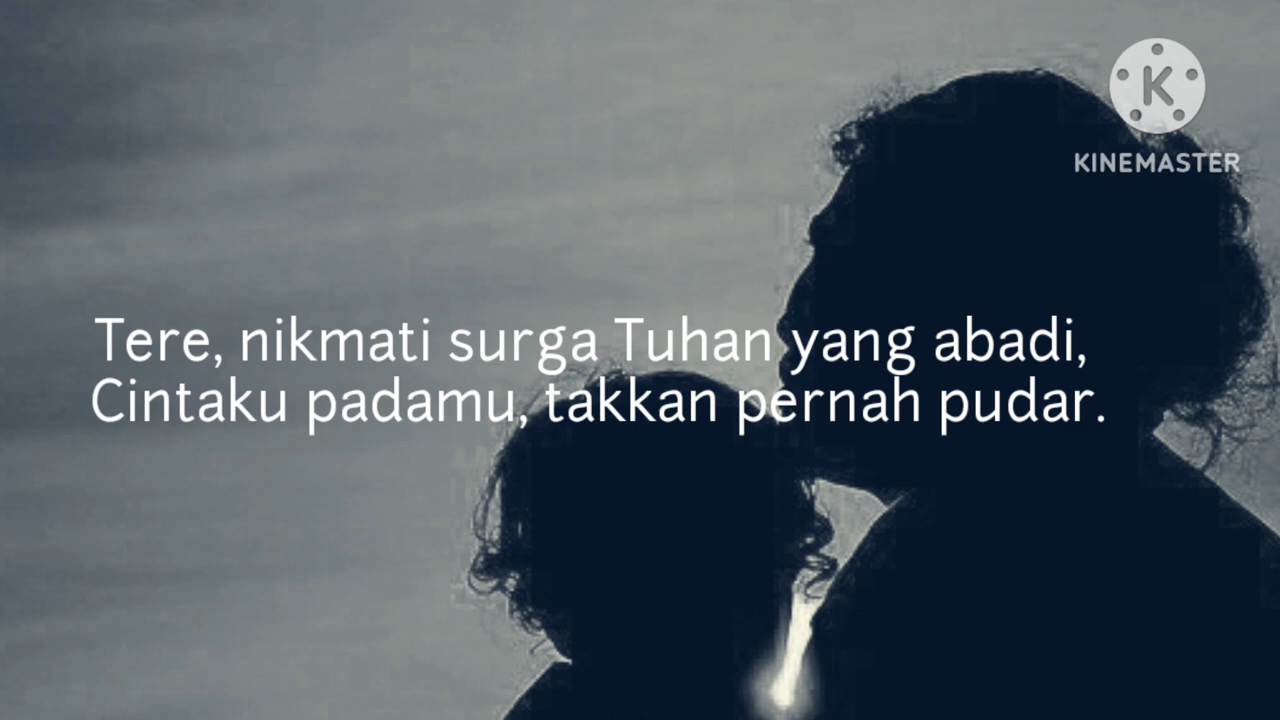 K
KINEMASTER
Tere, nikmati surga Tuhan yang abadi,
Cintaku padamu, takkan pernah pudar.